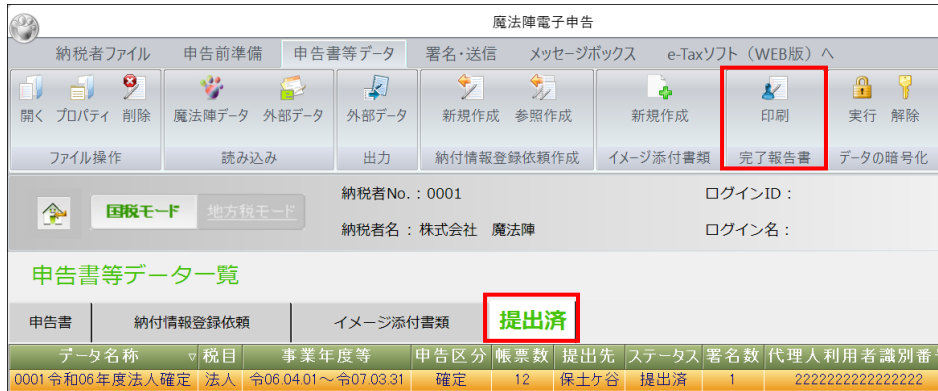 魔法陣電子申告
納税者ファイル 申告前準備 申告書等データ 署名・送信 メッセージボックス e-Taxソフト（WEB版）へ
開く プロパティ 削除 魔法陣データ 外部データ 外部データ 新規作成 参照作成 新規作成 印刷 実行 解除
ファイル操作 読み込み 出力 納付情報登録依頼作成 イメージ添付書類 完了報告書 データの暗号化
納税者No.：0001 ログインID：
国税モード 地方税モード
納税者名：株式会社 魔法陣 ログイン名：
申告書等データ一覧
申告書 納付情報登録依頼 イメージ添付書類 提出済
データ名称 ▽ 税目 事業年度等 申告区分 帳票数 提出先 ステータス 署名数 代理人利用者識別番
0001 令和06年度法人確定 法人 令06.04.01～令07.03.31 確定 12 保土ケ谷 提出済 1 2222222222222222